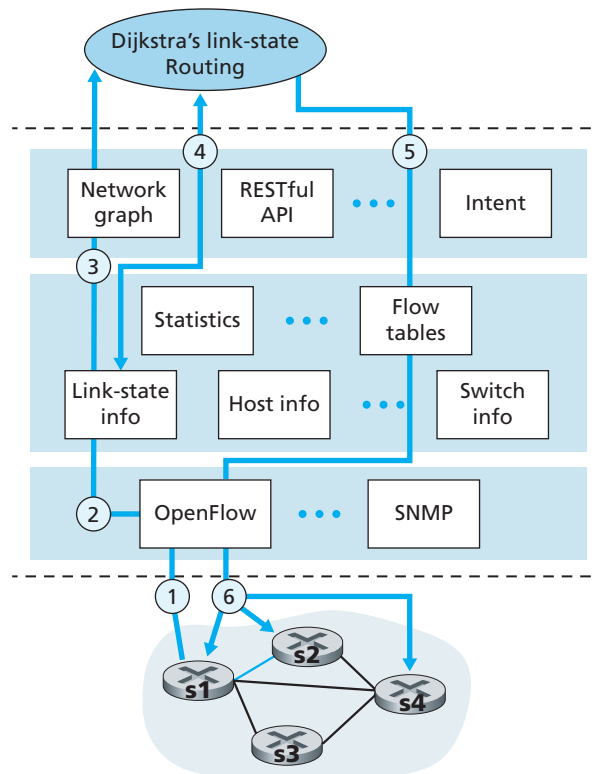 Dijkstra's link-state
Routing
4
5
Network
graph
RESTful
API
Intent
3
Statistics
Flow
tables
Link-state
info
Host info
Switch
info
2
OpenFlow
SNMP
1
6
s2
s1
s4
s3